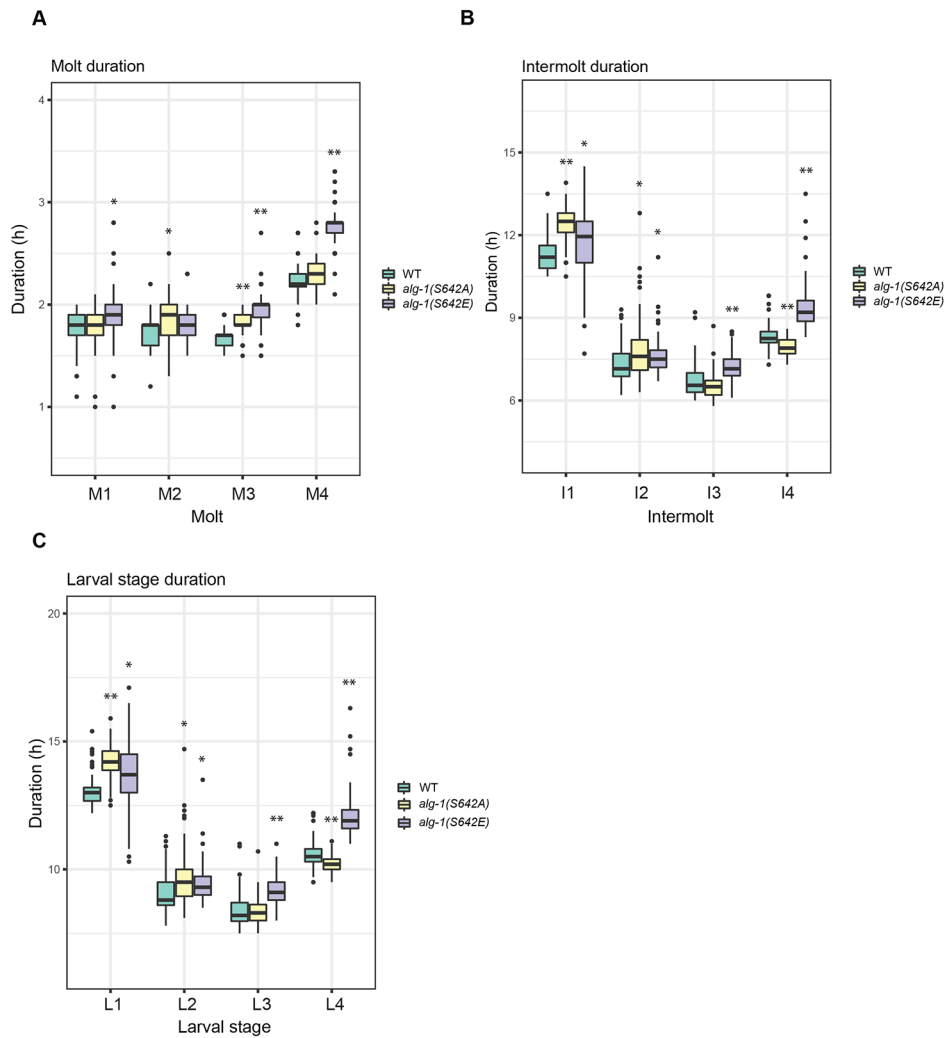 A
Molt duration
4
3
2
1
Duration (h)
*
*
**
**
**
M1 M2 M3 M4
Molt
WT
alg-1(S642A)
alg-1(S642E)
B
Intermolt duration
15
12
9
6
Duration (h)
**
*
*
*
**
**
**
I1 I2 I3 I4
Intermolt
WT
alg-1(S642A)
alg-1(S642E)
C
Larval stage duration
20
15
10
Duration (h)
**
*
*
*
**
**
**
L1 L2 L3 L4
Larval stage
WT
alg-1(S642A)
alg-1(S642E)